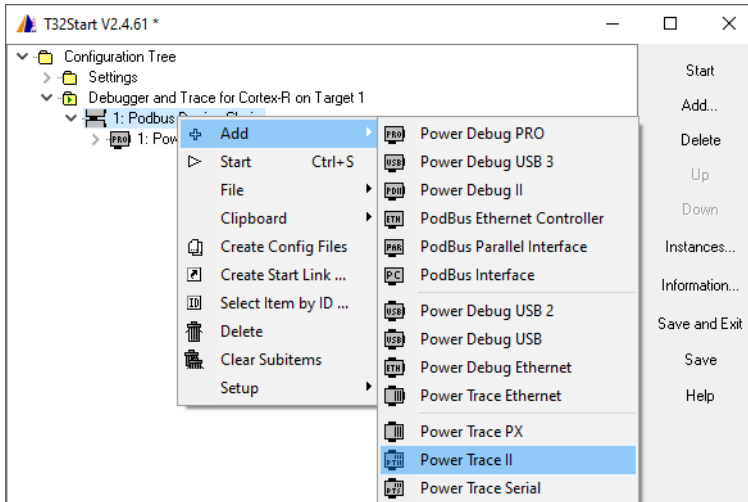 T32Start V2.4.61 *
Configuration Tree
Settings
Debugger and Trace for Cortex-R on Target 1
1: Podbus
PRO 1: Pow
Add
Start Ctrl+S
File
Clipboard
Create Config Files
Create Start Link ...
ID Select Item by ID ...
Delete
Clear Subitems
Setup
PRO Power Debug PRO
USB Power Debug USB 3
PDII Power Debug II
ETH PodBus Ethernet Controller
PAR PodBus Parallel Interface
PC PodBus Interface
USB Power Debug USB 2
USB Power Debug USB
ETH Power Debug Ethernet
Power Trace Ethernet
Power Trace PX
PTII Power Trace II
PTS Power Trace Serial
Start
Add...
Delete
Up
Down
Instances...
Information...
Save and Exit
Save
Help